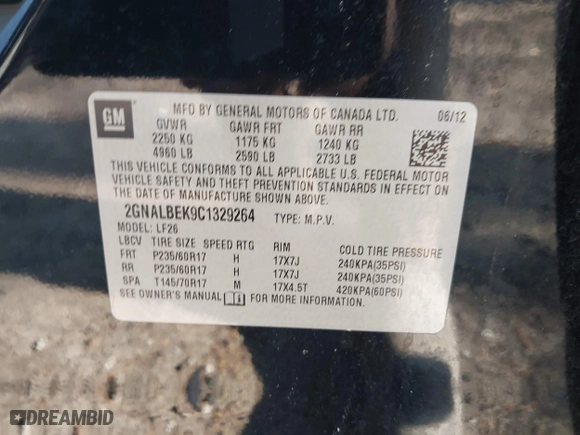 GM
MFD BY GENERAL MOTORS OF CANADA LTD. 06/12
GVWR GAWR FRT GAWR RR
2250 KG 1175 KG 1240 KG
4960 LB 2590 LB 2733 LB
THIS VEHICLE CONFORMS TO ALL APPLICABLE U.S. FEDERAL MOTOR
VEHICLE SAFETY AND THEFT PREVENTION STANDARDS IN EFFECT ON
THE DATE OF MANUFACTURE SHOWN ABOVE.
2GNALBEK9C1329264 TYPE: M.P.V.
MODEL: LF26
LBCV TIRE SIZE SPEED RTG RIM COLD TIRE PRESSURE
FRT P235/60R17 H 17X7J 240KPA(35PSI)
RR P235/60R17 H 17X7J 240KPA(35PSI)
SPA T145/70R17 M 17X4.5T 420KPA(60PSI)
SEE OWNER'S MANUAL FOR MORE INFORMATION.
DREAMBID